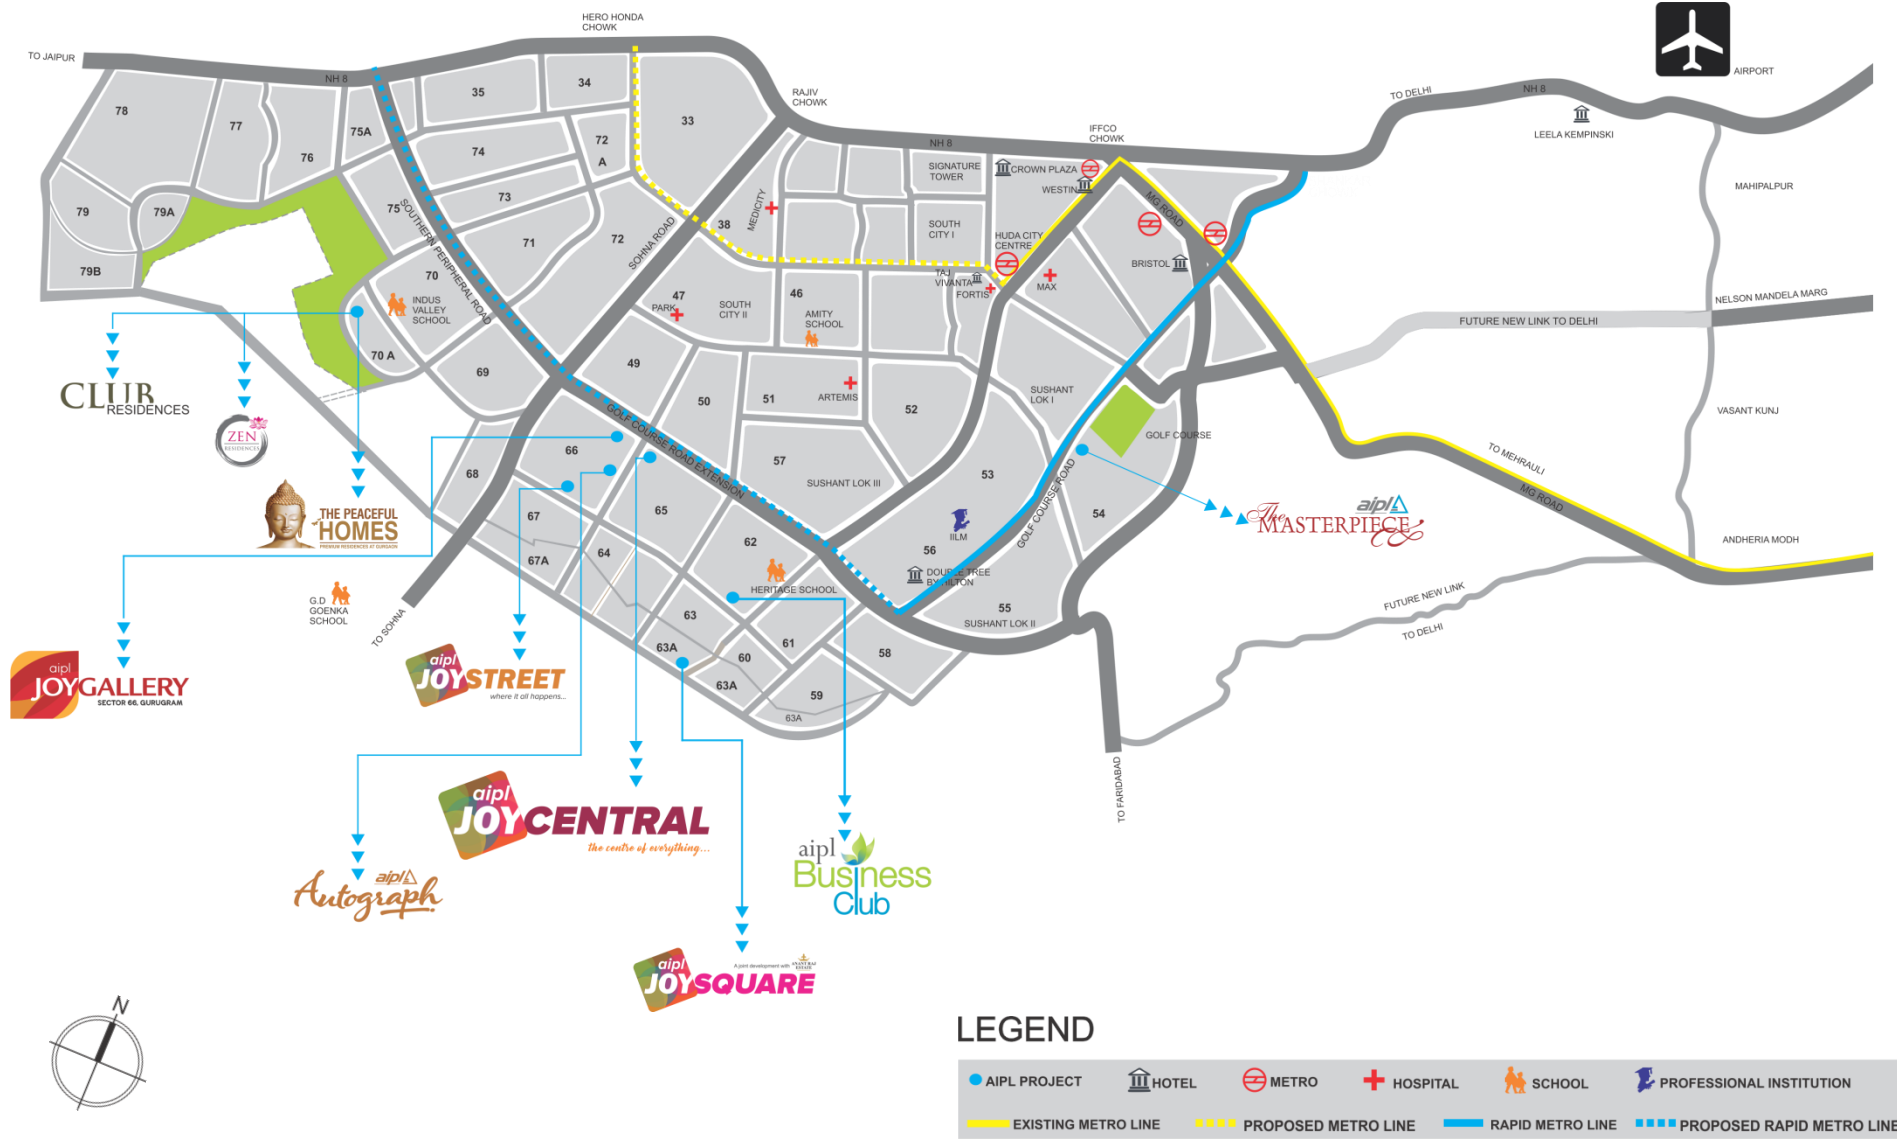 HERO HONDA
CHOWK
TO JAIPUR
NH 8
AIRPORT
RAJIV
CHOWK
TO DELHI
NH 8
LEELA KEMPINSKI
IFFCO
CHOWK
78
77
76
75A
35
34
33
74
72
A
73
75
79
79A
79B
71
72
70
SOUTHERN PERIPHERAL ROAD
SOHNA ROAD
38
MEDICITY
NH 8
SIGNATURE
TOWER
CROWN PLAZA
WESTIN
MG ROAD
SOUTH
CITY I
HUDA CITY
CENTRE
BRISTOL
MAX
TAJ
VIVANTA
FORTIS
MAHIPALPUR
NELSON MANDELA MARG
FUTURE NEW LINK TO DELHI
INDUS
VALLEY
SCHOOL
70 A
69
47
PARK
SOUTH
CITY II
46
AMITY
SCHOOL
49
50
51
ARTEMIS
52
SUSHANT
LOK I
GOLF COURSE
VASANT KUNJ
TO MEHRAULI
MG ROAD
ANDHERIA MODH
FUTURE NEW LINK
TO DELHI
CLUB
RESIDENCES
ZEN
RESIDENCES
THE PEACEFUL
HOMES
PREMIUM RESIDENCES AT GURGAON
G.D
GOENKA
SCHOOL
TO SOHNA
GOLF COURSE ROAD EXTENSION
66
68
67
67A
64
65
57
SUSHANT LOK III
53
GOLF COURSE ROAD
54
IILM
56
DOUBLE TREE
BY HILTON
55
SUSHANT LOK II
62
HERITAGE SCHOOL
63
63A
60
61
63A
59
63A
58
TO FARIDABAD
The
MASTERPIECE
aipl
aipl
JOYGALLERY
SECTOR 66, GURUGRAM
aipl
JOYSTREET
where it all happens...
aipl
JOYCENTRAL
the centre of everything...
aipl
Autograph
aipl
Business
Club
A joint development with
ANANT RAJ
ESTATE
aipl
JOYSQUARE
N
LEGEND
AIPL PROJECT
HOTEL
METRO
HOSPITAL
SCHOOL
PROFESSIONAL INSTITUTION
EXISTING METRO LINE
PROPOSED METRO LINE
RAPID METRO LINE
PROPOSED RAPID METRO LINE